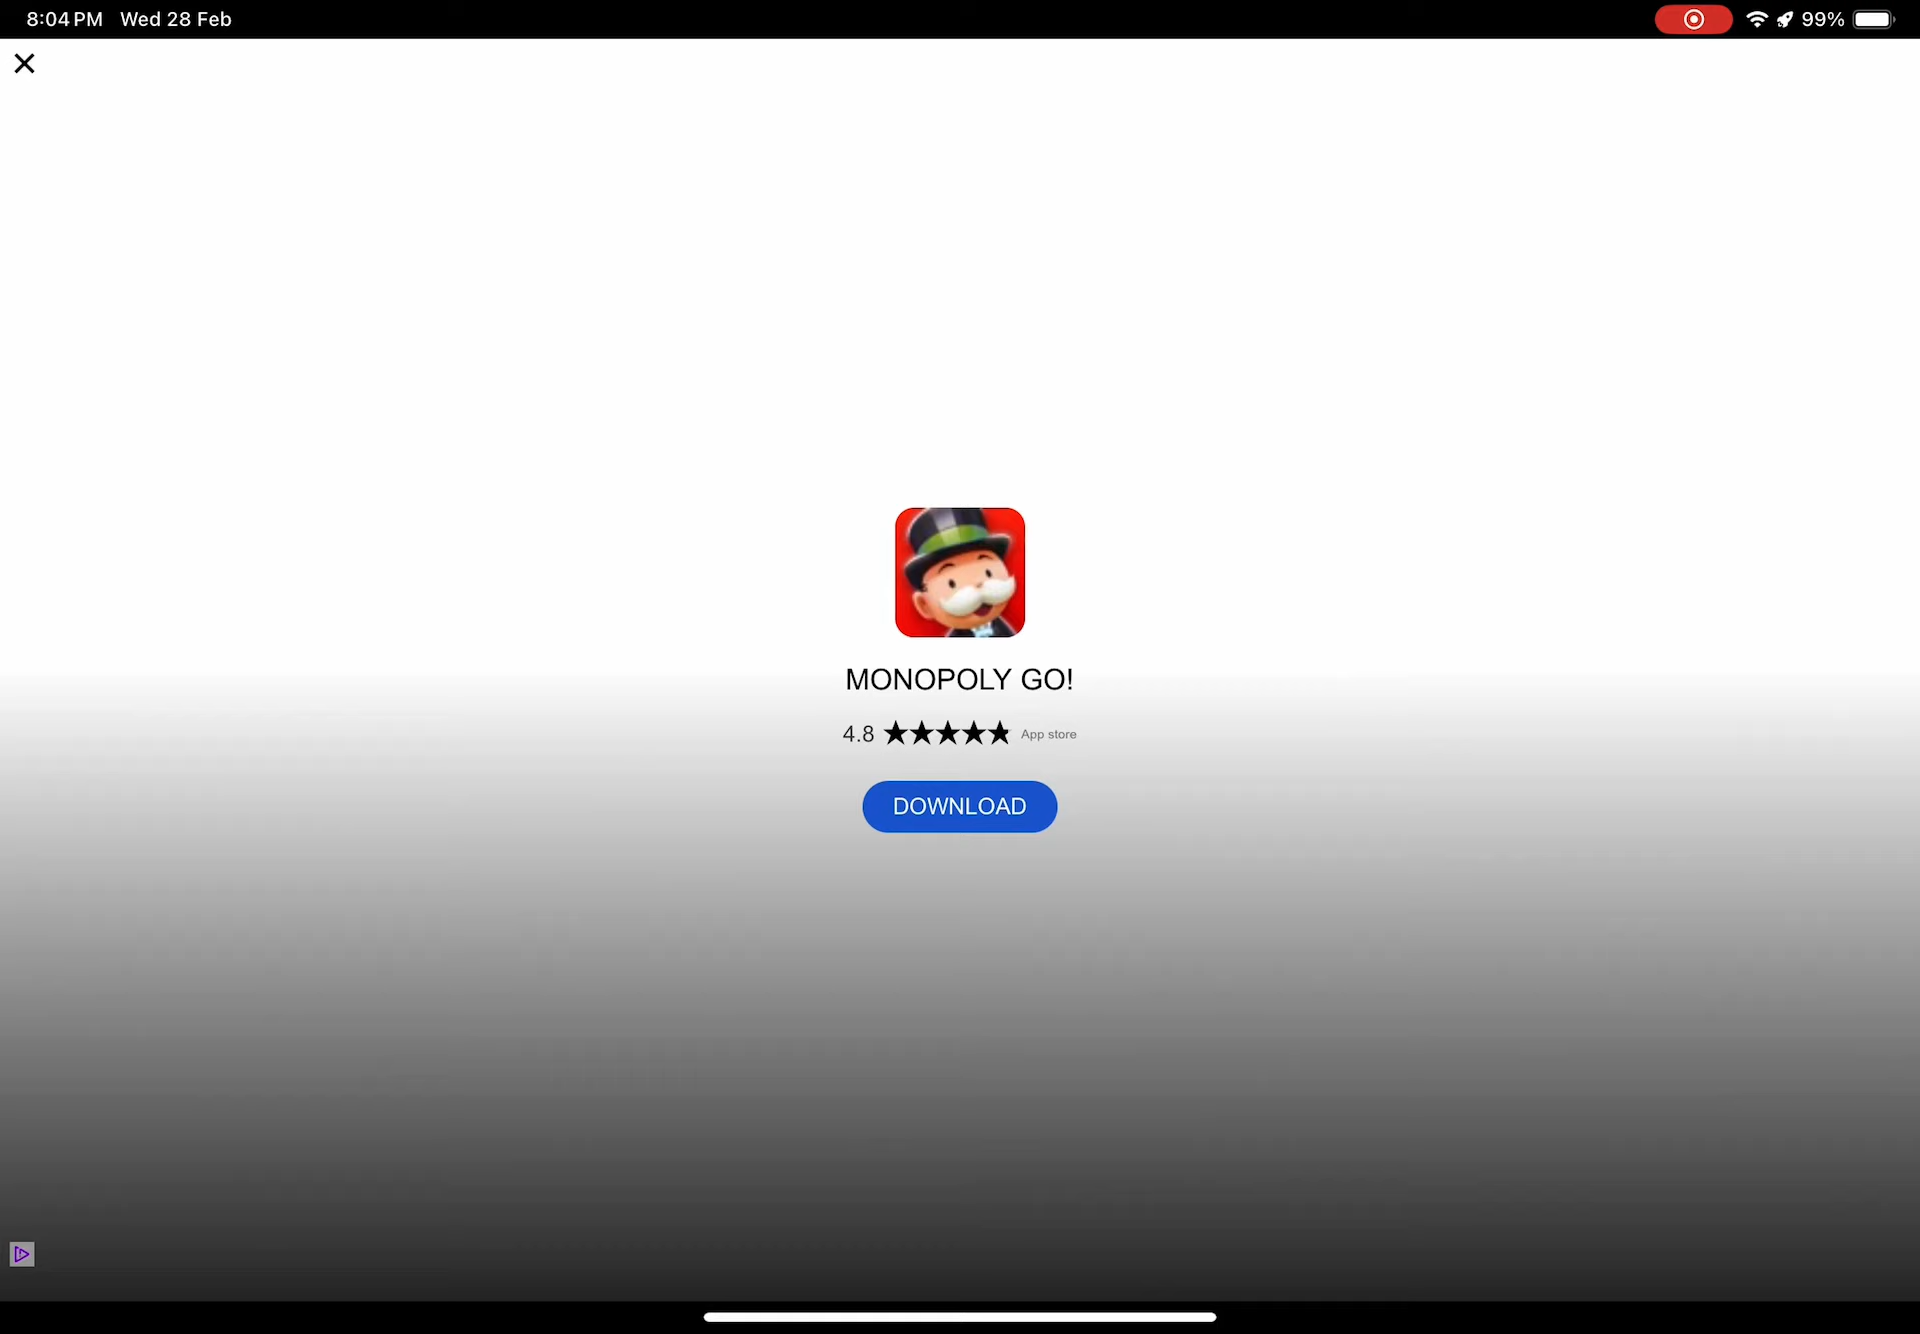 8:04 PM Wed 28 Feb
99%
MONOPOLY GO!
4.8 ★★★★★ App store
DOWNLOAD